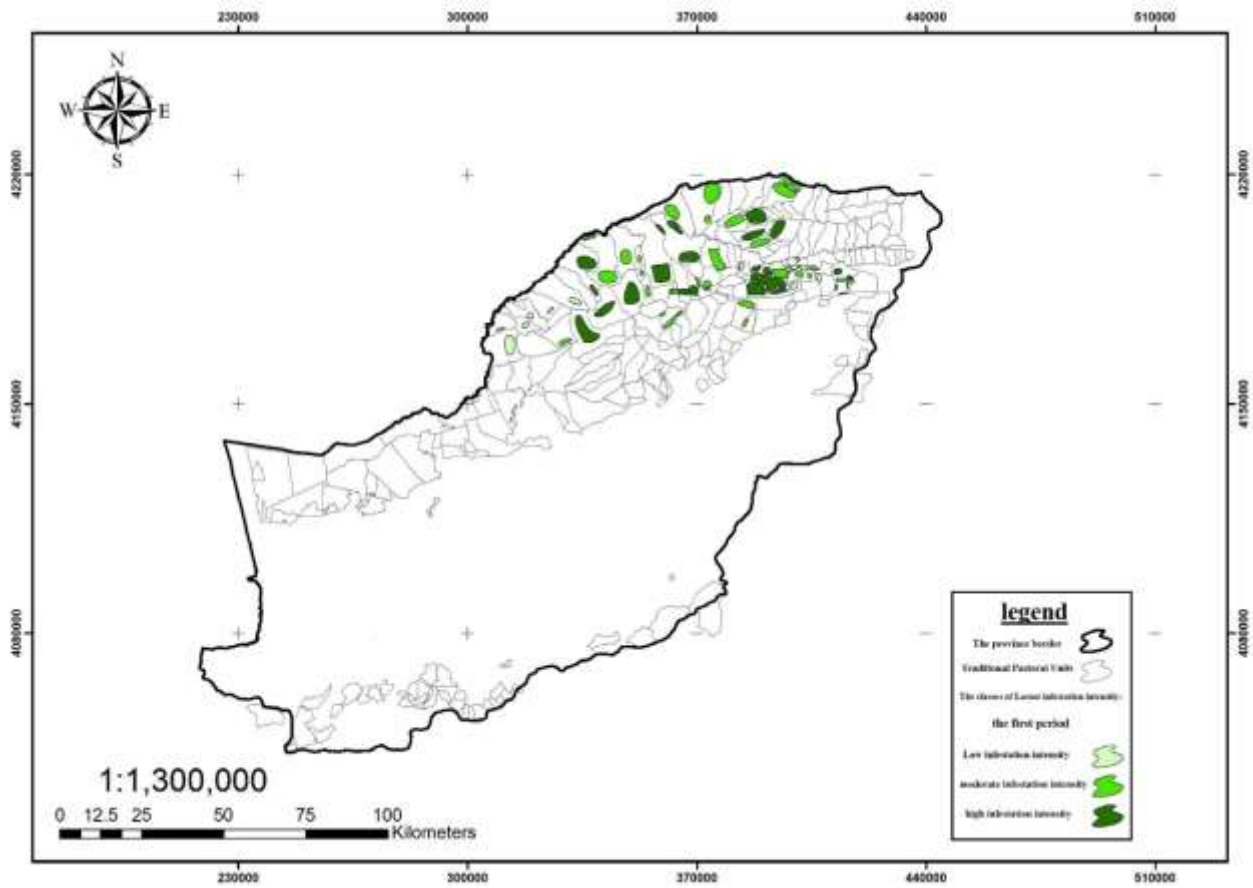 230000 300000 370000 440000 510000
N
W E
S
4220000 4220000
4150000 4150000
4080000 4080000
legend
The province border
Traditional Pastoral Units
The classes of Locust infestation intensity:
the first period
Low infestation intensity
moderate infestation intensity
high infestation intensity
1:1,300,000
0 12.5 25 50 75 100
Kilometers
230000 300000 370000 440000 510000